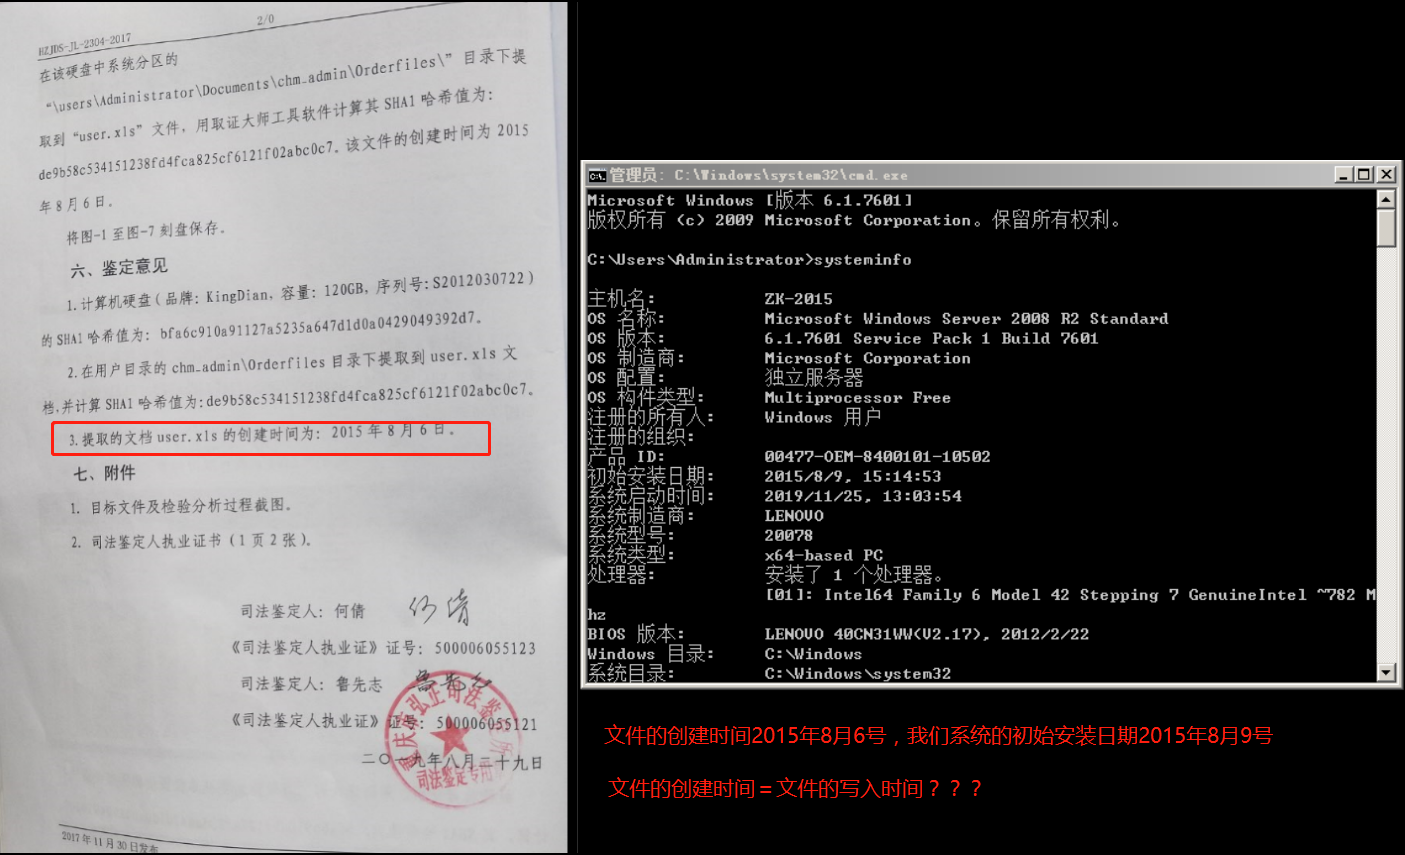 2/0
HZJDS-JL-2304-2017
在该硬盘中系统分区的
“\users\Administrator\Documents\chm_admin\Orderfiles\”目录下提
取到“user.xls”文件，用取证大师工具软件计算其 SHA1 哈希值为：
de9b58c534151238fd4fca825cf6121f02abc0c7。该文件的创建时间为 2015
年 8 月 6 日。
将图-1 至图-7 刻盘保存。
六、鉴定意见
1.计算机硬盘（品牌：KingDian，容量：120GB，序列号：S2012030722）
的 SHA1 哈希值为：bfa6c910a91127a5235a647d1d0a0429049392d7。
2.在用户目录的 chm_admin\Orderfiles 目录下提取到 user.xls 文
档,并计算 SHA1 哈希值为:de9b58c534151238fd4fca825cf6121f02abc0c7。
3.提取的文档 user.xls 的创建时间为：2015 年 8 月 6 日。
七、附件
1. 目标文件及检验分析过程截图。
2. 司法鉴定人执业证书（1 页 2 张）。
司法鉴定人：何倩 何倩
《司法鉴定人执业证》证号：500006055123
司法鉴定人：鲁先志
《司法鉴定人执业证》证号：500006055121
二〇一九年八月二十九日
司法鉴定专用
2017 年 11 月 30 日发布
管理员: C:\Windows\system32\cmd.exe
Microsoft Windows [版本 6.1.7601]
版权所有 (c) 2009 Microsoft Corporation。保留所有权利。
C:\Users\Administrator>systeminfo
主机名: ZK-2015
OS 名称: Microsoft Windows Server 2008 R2 Standard
OS 版本: 6.1.7601 Service Pack 1 Build 7601
OS 制造商: Microsoft Corporation
OS 配置: 独立服务器
OS 构件类型: Multiprocessor Free
注册的所有人: Windows 用户
注册的组织:
产品 ID: 00477-OEM-8400101-10502
初始安装日期: 2015/8/9, 15:14:53
系统启动时间: 2019/11/25, 13:03:54
系统制造商: LENOVO
系统型号: 20078
系统类型: x64-based PC
处理器: 安装了 1 个处理器。
[01]: Intel64 Family 6 Model 42 Stepping 7 GenuineIntel ~782 M
hz
BIOS 版本: LENOVO 40CN31WW(V2.17), 2012/2/22
Windows 目录: C:\Windows
系统目录: C:\Windows\system32
文件的创建时间2015年8月6号，我们系统的初始安装日期2015年8月9号
文件的创建时间＝文件的写入时间？？？